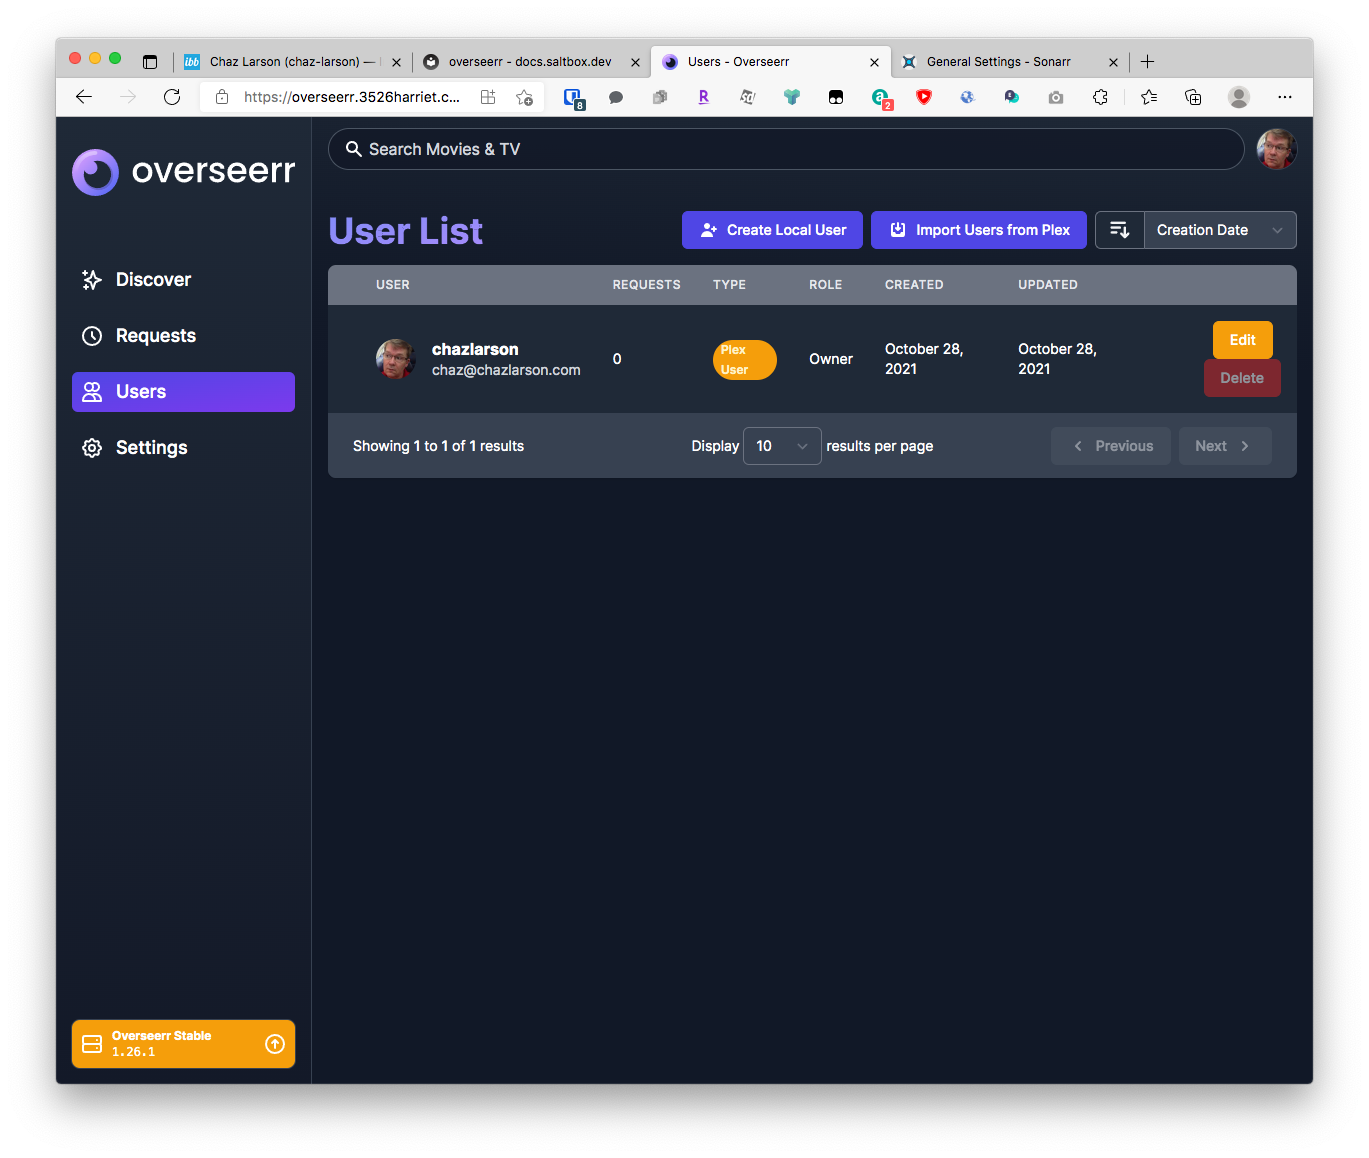 Chaz Larson (chaz-larson) —
overseerr - docs.saltbox.dev
Users - Overseerr
General Settings - Sonarr
https://overseerr.3526harriet.c...
8
2
overseerr
Search Movies & TV
Discover
Requests
Users
Settings
User List
Create Local User
Import Users from Plex
Creation Date
USER REQUESTS TYPE ROLE CREATED UPDATED
chazlarson
chaz@chazlarson.com
0
Plex
User
Owner
October 28,
2021
October 28,
2021
Edit
Delete
Showing 1 to 1 of 1 results
Display 10 results per page
Previous
Next
Overseerr Stable
1.26.1